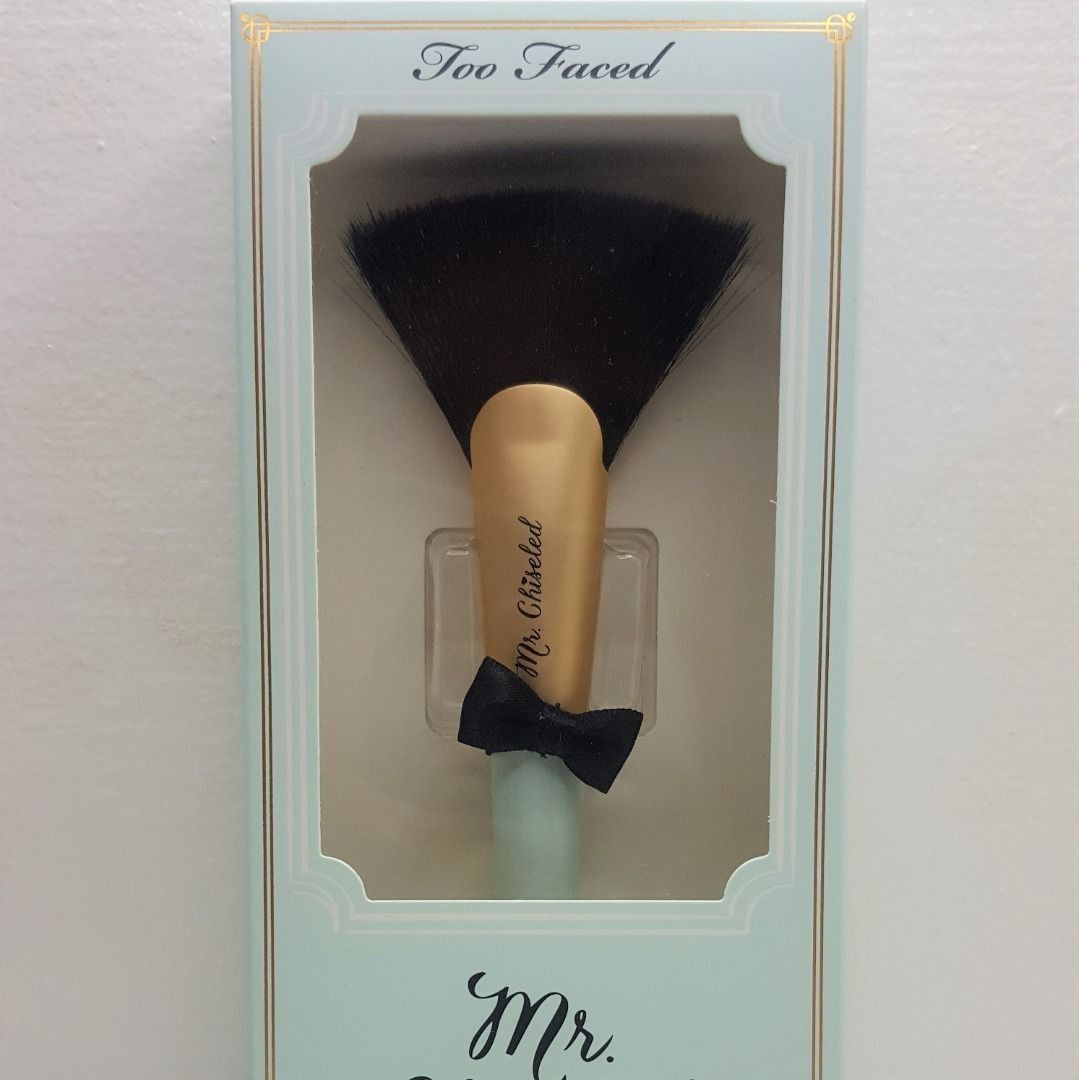 Too Faced
Mr. Chiseled
Mr.